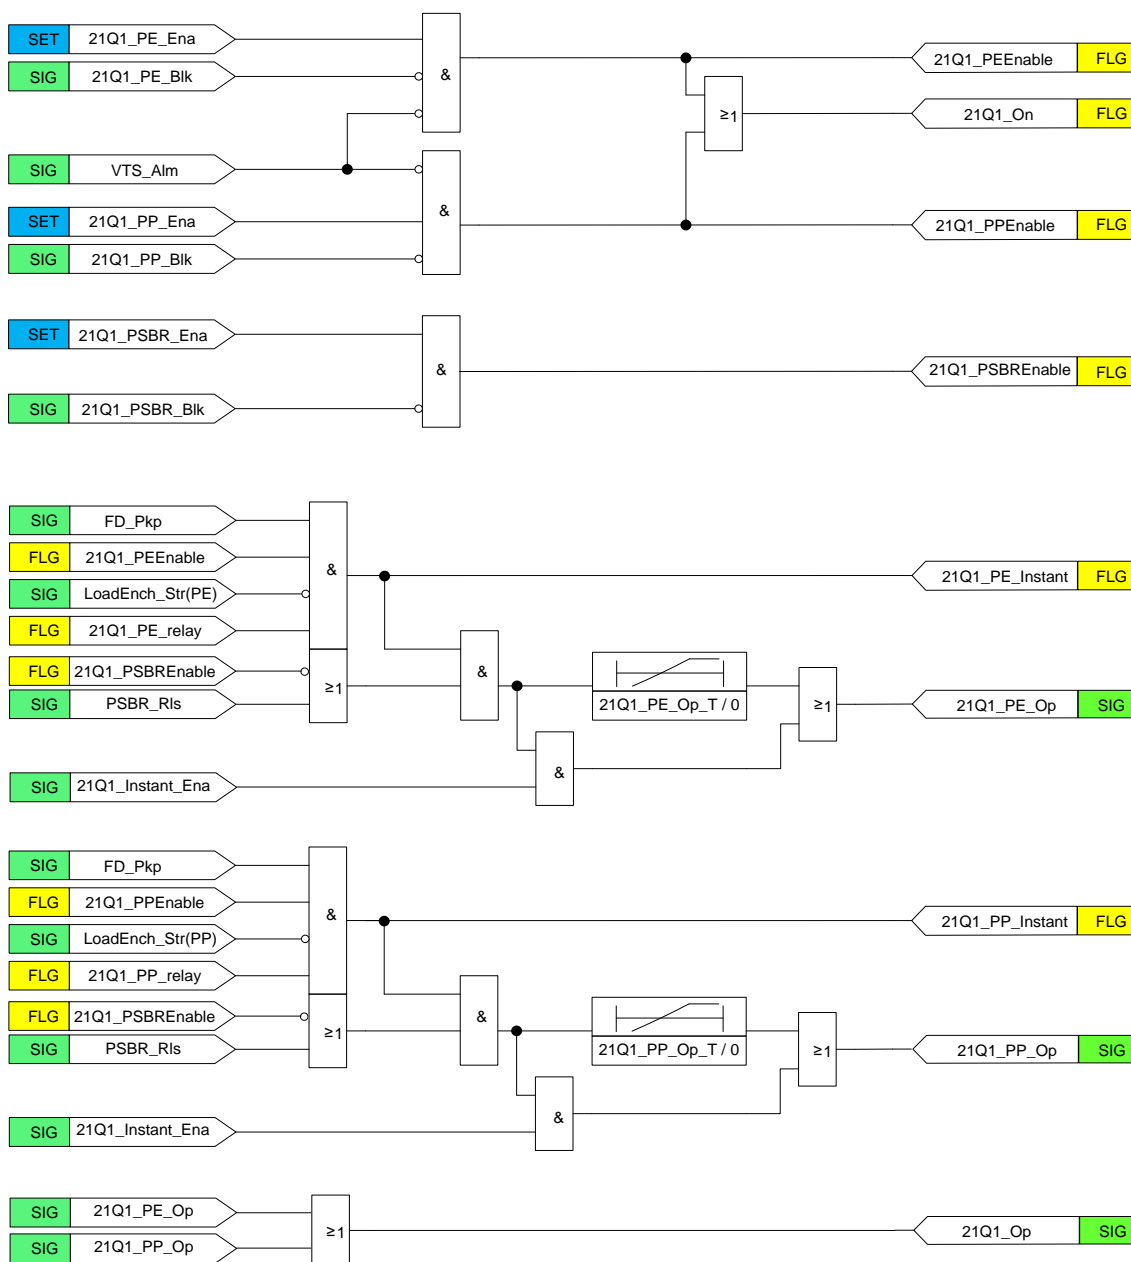 SET 21Q1_PE_Ena
SIG 21Q1_PE_Blk
&
21Q1_PEEnable FLG
≥1
21Q1_On FLG
SIG VTS_Alm
SET 21Q1_PP_Ena
SIG 21Q1_PP_Blk
&
21Q1_PPEnable FLG
SET 21Q1_PSBR_Ena
SIG 21Q1_PSBR_Blk
&
21Q1_PSBREnable FLG
SIG FD_Pkp
FLG 21Q1_PEEnable
SIG LoadEnch_Str(PE)
FLG 21Q1_PE_relay
&
21Q1_PE_Instant FLG
FLG 21Q1_PSBREnable
SIG PSBR_Rls
≥1
&
21Q1_PE_Op_T / 0
≥1
21Q1_PE_Op SIG
SIG 21Q1_Instant_Ena
&
SIG FD_Pkp
FLG 21Q1_PPEnable
SIG LoadEnch_Str(PP)
FLG 21Q1_PP_relay
&
21Q1_PP_Instant FLG
FLG 21Q1_PSBREnable
SIG PSBR_Rls
≥1
&
21Q1_PP_Op_T / 0
≥1
21Q1_PP_Op SIG
SIG 21Q1_Instant_Ena
&
SIG 21Q1_PE_Op
SIG 21Q1_PP_Op
≥1
21Q1_Op SIG